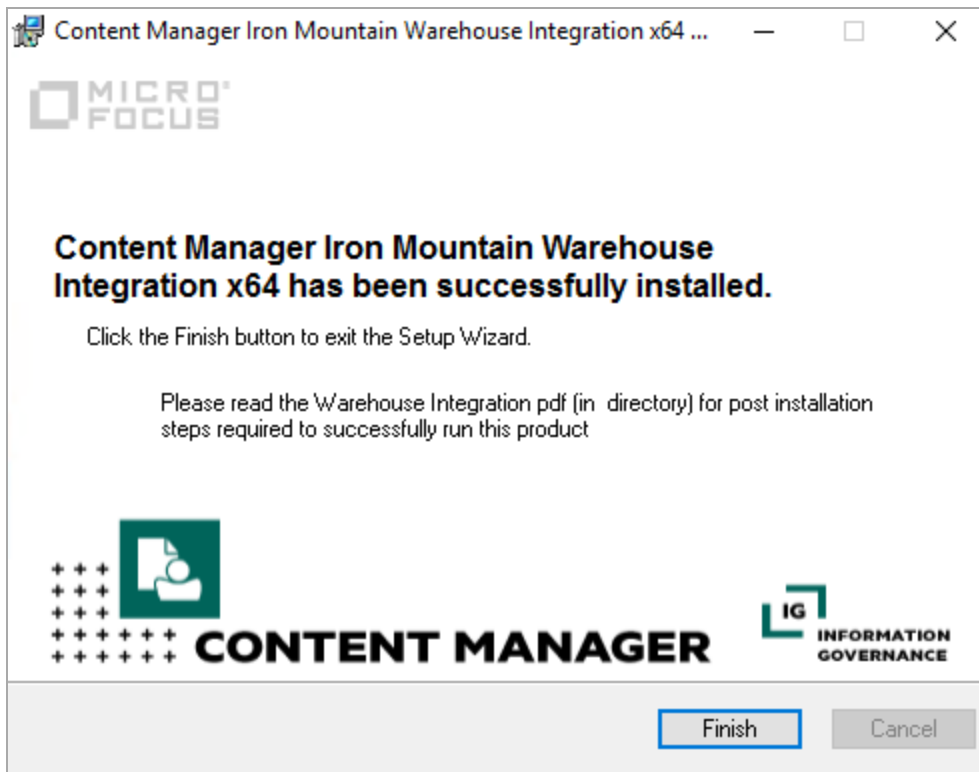 Content Manager Iron Mountain Warehouse Integration x64 ...
MICRO
FOCUS
Content Manager Iron Mountain Warehouse
Integration x64 has been successfully installed.
Click the Finish button to exit the Setup Wizard.
Please read the Warehouse Integration pdf (in  directory) for post installation
steps required to successfully run this product
CONTENT MANAGER
IG
INFORMATION
GOVERNANCE
Finish
Cancel